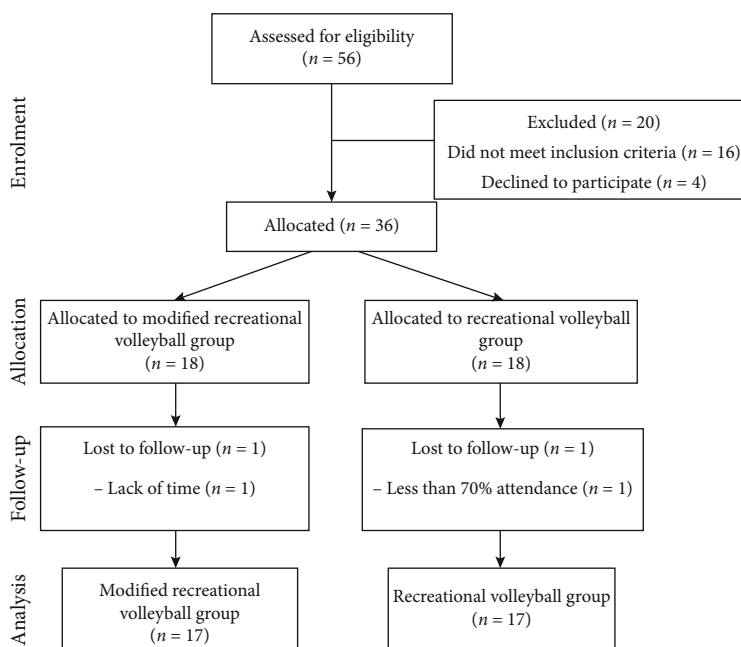 Enrolment
Assessed for eligibility
(n = 56)
Excluded (n = 20)
Did not meet inclusion criteria (n = 16)
Declined to participate (n = 4)
Allocated (n = 36)
Allocation
Allocated to modified recreational
volleyball group
(n = 18)
Allocated to recreational volleyball
group
(n = 18)
Follow-up
Lost to follow-up (n = 1)
– Lack of time (n = 1)
Lost to follow-up (n = 1)
– Less than 70% attendance (n = 1)
Analysis
Modified recreational
volleyball group
(n = 17)
Recreational volleyball group
(n = 17)